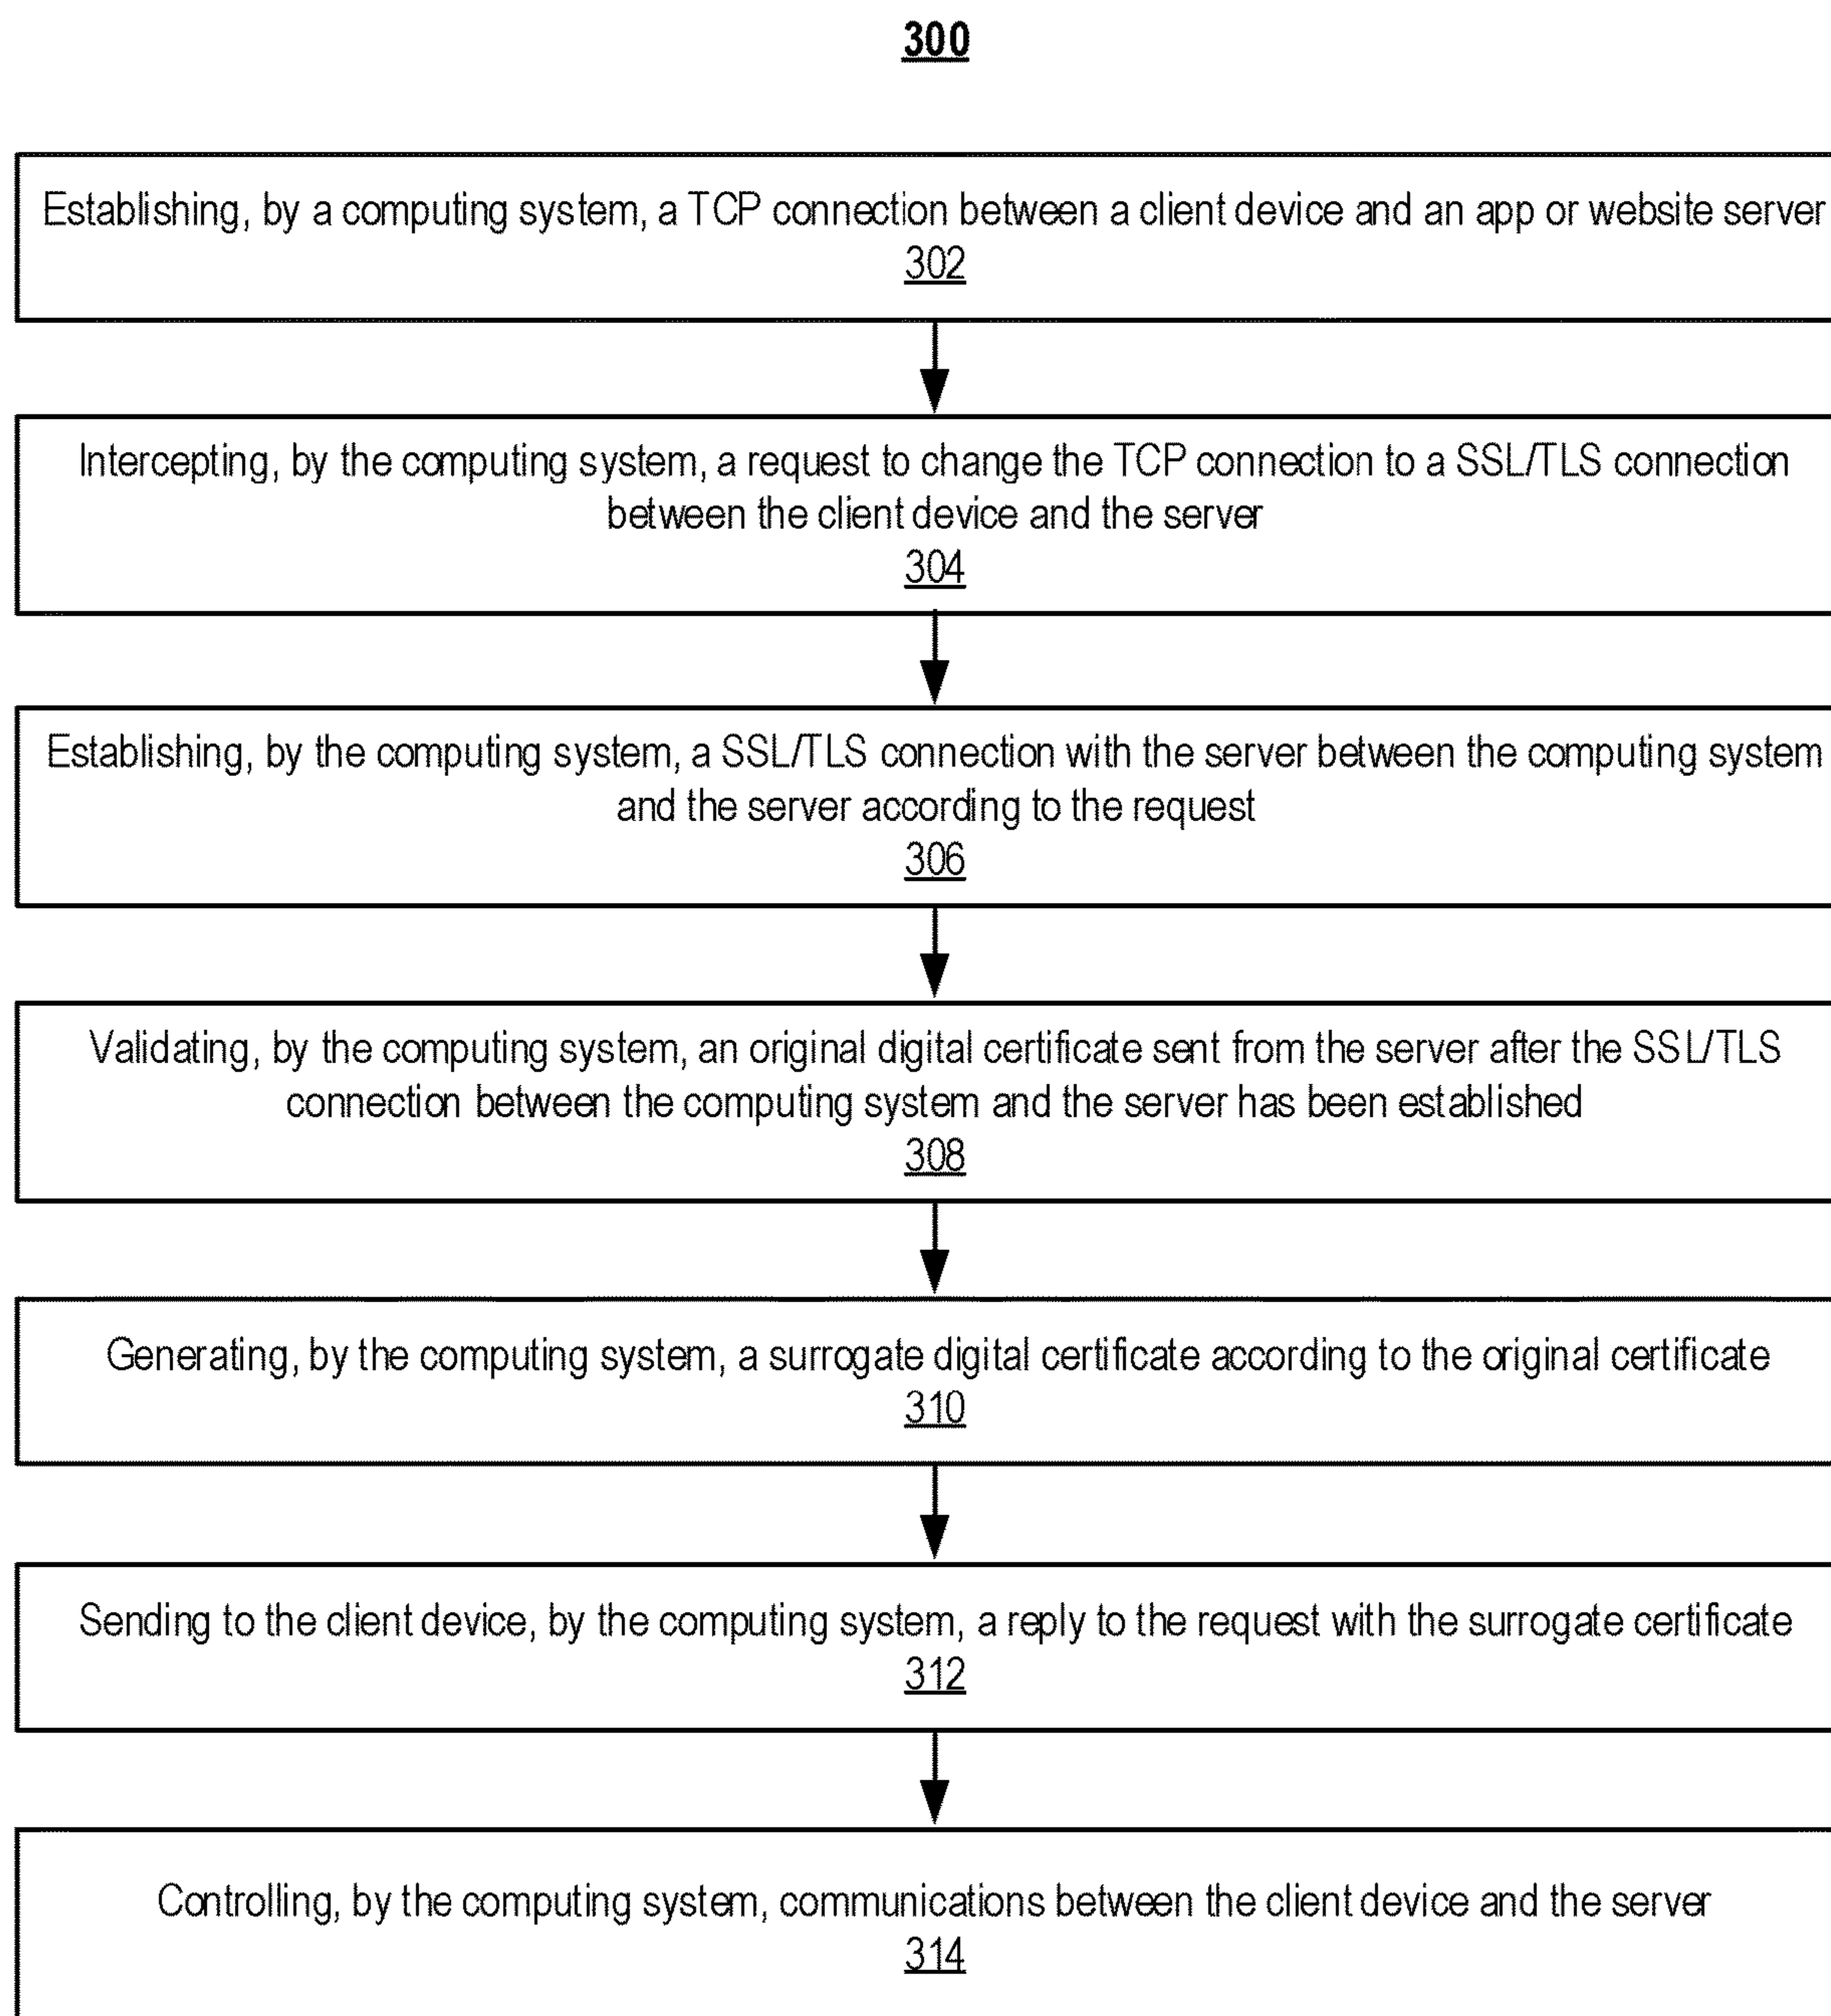 300
Establishing, by a computing system, a TCP connection between a client device and an app or website server
302
Intercepting, by the computing system, a request to change the TCP connection to a SSL/TLS connection
between the client device and the server
304
Establishing, by the computing system, a SSL/TLS connection with the server between the computing system
and the server according to the request
306
Validating, by the computing system, an original digital certificate sent from the server after the SSL/TLS
connection between the computing system and the server has been established
308
Generating, by the computing system, a surrogate digital certificate according to the original certificate
310
Sending to the client device, by the computing system, a reply to the request with the surrogate certificate
312
Controlling, by the computing system, communications between the client device and the server
314